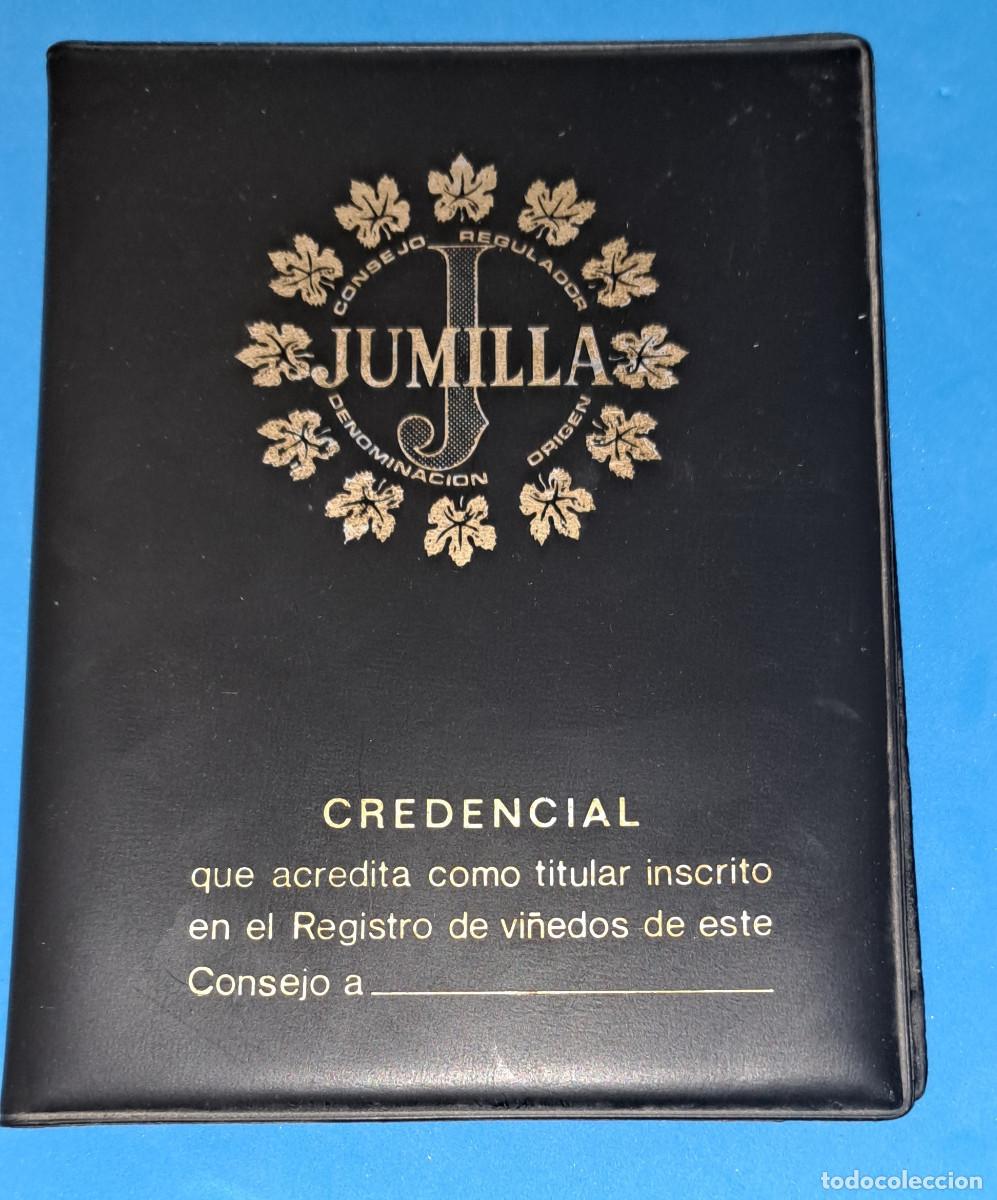 CONSEJO REGULADOR
J
JUMILLA
DENOMINACION ORIGEN
CREDENCIAL
que acredita como titular inscrito
en el Registro de viñedos de este
Consejo a
todocoleccion